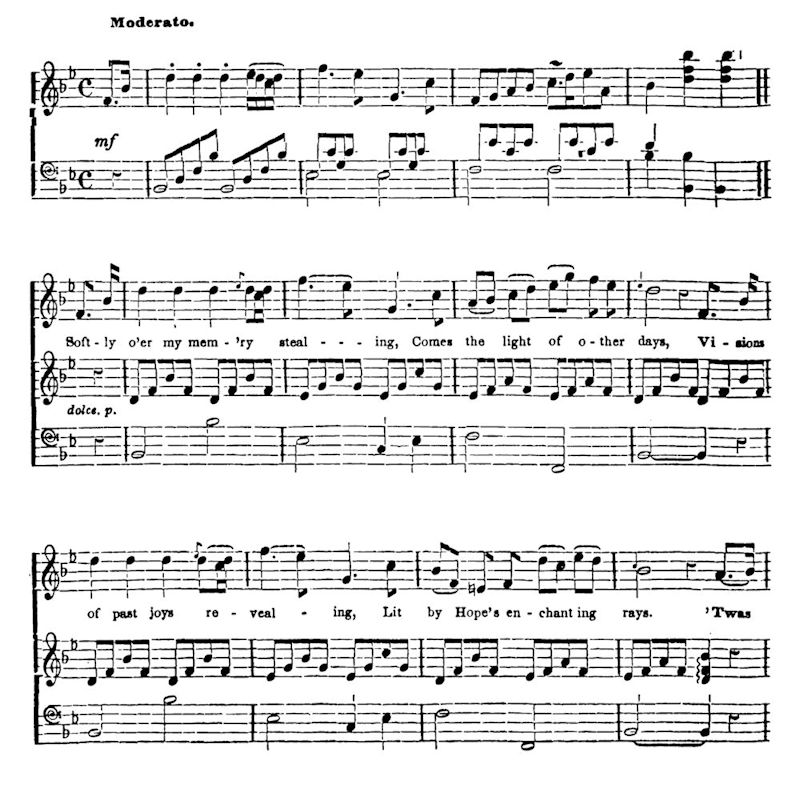 Moderato.
mf
Soft - ly o'er my mem - 'ry steal - - - ing, Comes the light of o - ther days, Vi - sions
dolce. p.
of past joys re - veal - ing, Lit by Hope's en - chant ing rays. 'Twas